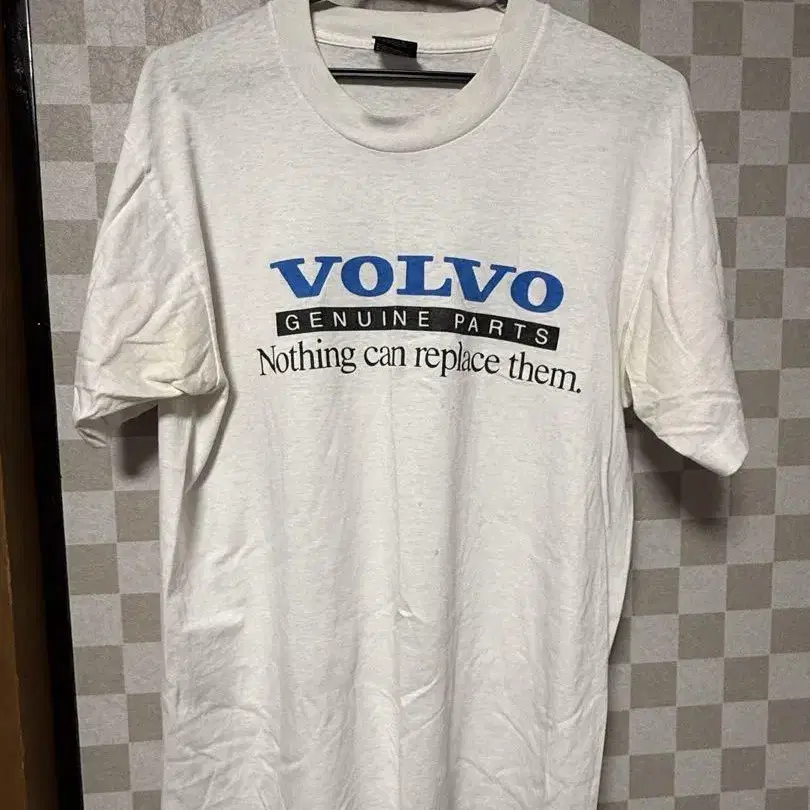 VOLVO
GENUINE PARTS
Nothing can replace them.